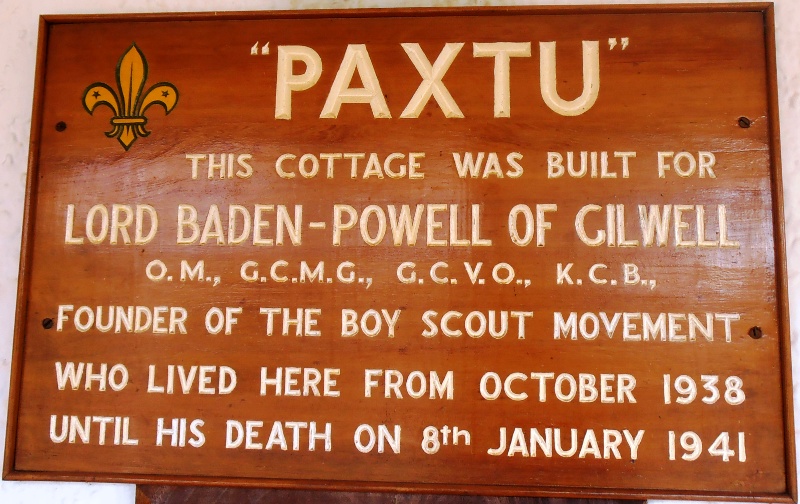 “PAXTU”
THIS COTTAGE WAS BUILT FOR
LORD BADEN-POWELL OF GILWELL
O.M., G.C.M.G., G.C.V.O., K.C.B.,
FOUNDER OF THE BOY SCOUT MOVEMENT
WHO LIVED HERE FROM OCTOBER 1938
UNTIL HIS DEATH ON 8th JANUARY 1941